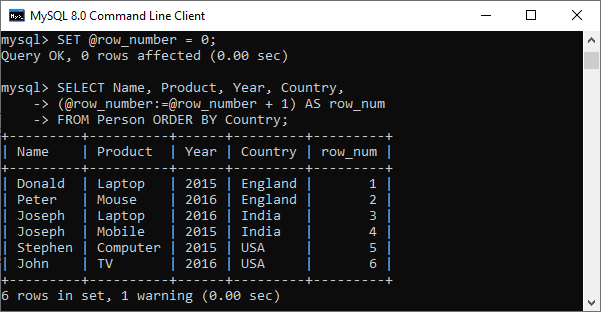 MySQL 8.0 Command Line Client
mysql> SET @row_number = 0;
Query OK, 0 rows affected (0.00 sec)
mysql> SELECT Name, Product, Year, Country,
    -> (@row_number:=@row_number + 1) AS row_num
    -> FROM Person ORDER BY Country;
+---------+----------+------+---------+---------+
| Name    | Product  | Year | Country | row_num |
+---------+----------+------+---------+---------+
| Donald  | Laptop   | 2015 | England |       1 |
| Peter   | Mouse    | 2016 | England |       2 |
| Joseph  | Laptop   | 2016 | India   |       3 |
| Joseph  | Mobile   | 2015 | India   |       4 |
| Stephen | Computer | 2015 | USA     |       5 |
| John    | TV       | 2016 | USA     |       6 |
+---------+----------+------+---------+---------+
6 rows in set, 1 warning (0.00 sec)